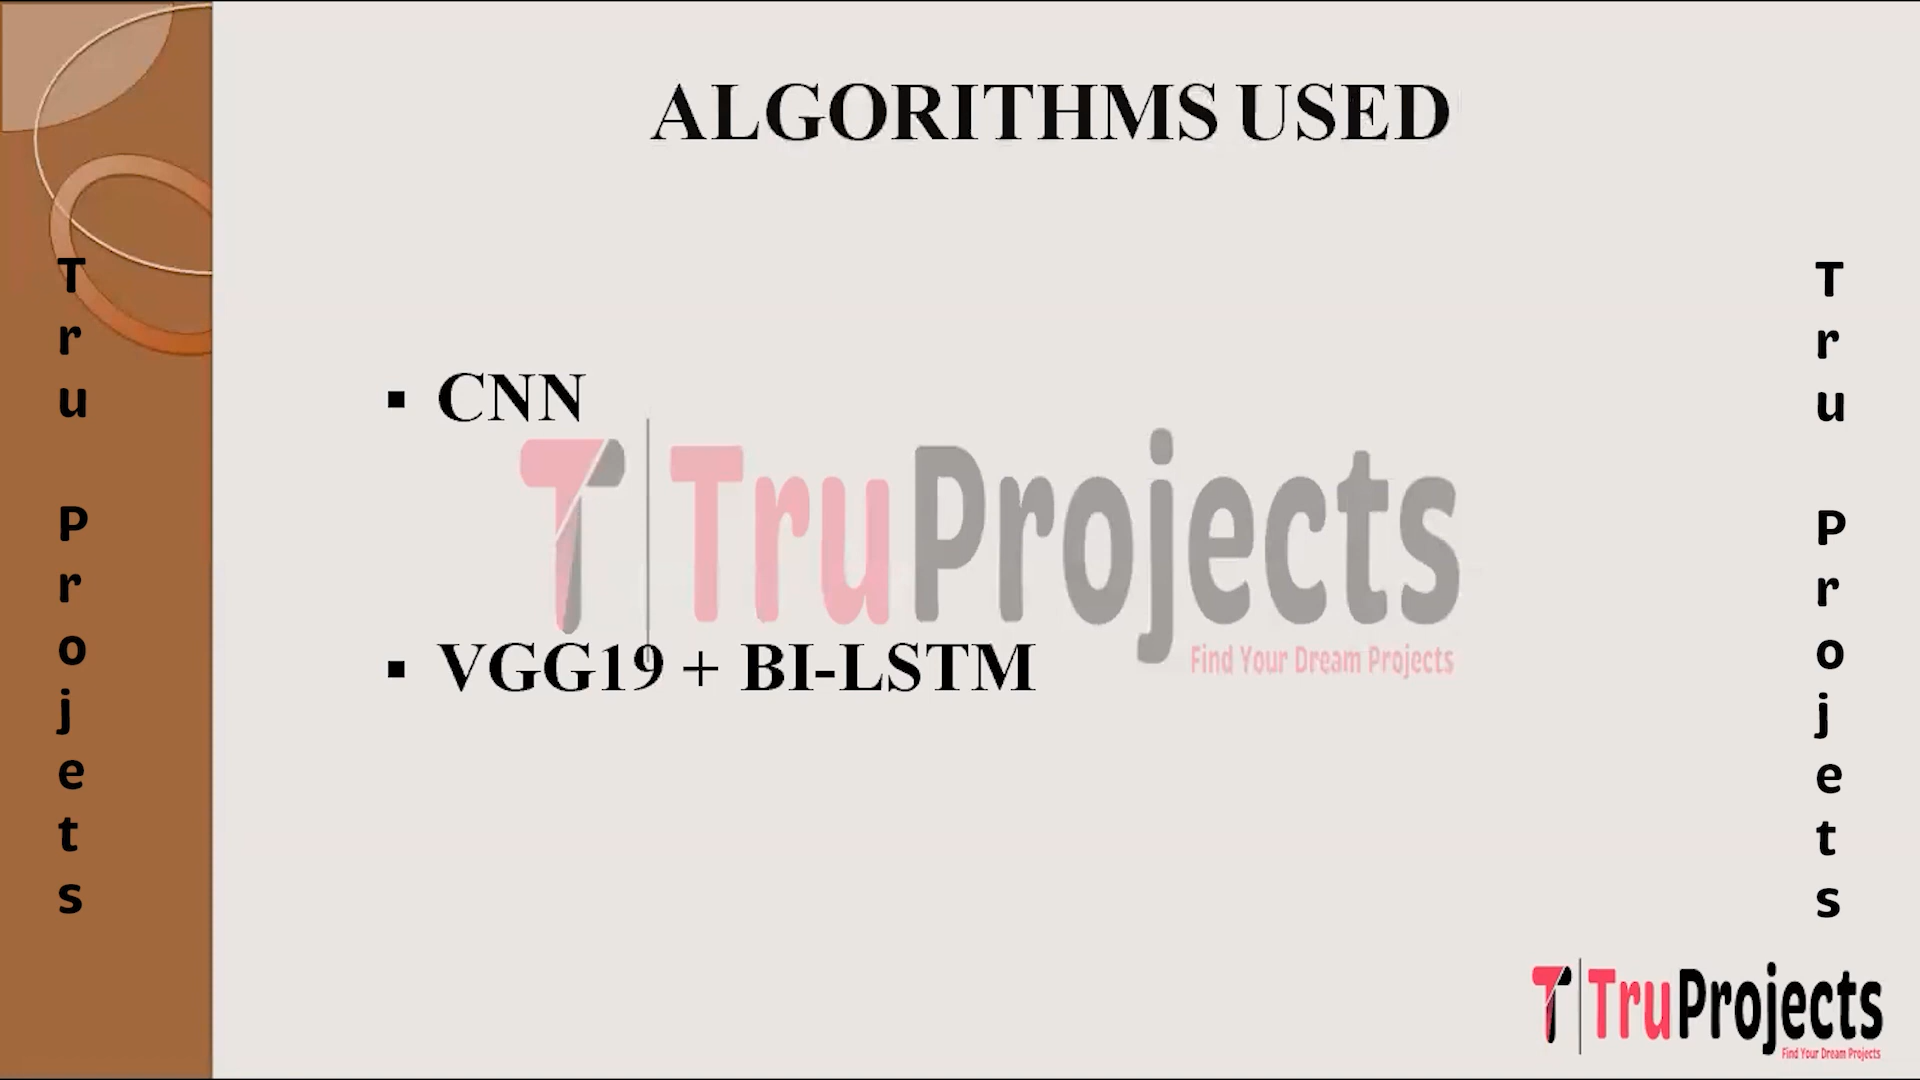 ALGORITHMS USED
▪ CNN
T | TruProjects
Find Your Dream Projects
▪ VGG19 + BI-LSTM
Tru Projets
Tru Projets
T | TruProjects
Find Your Dream Projects